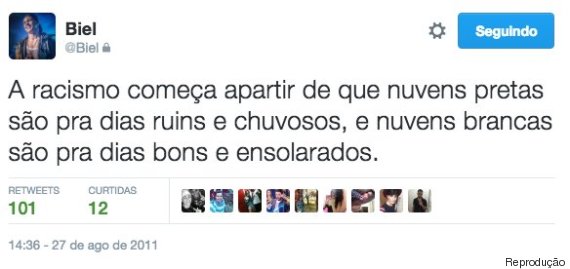 Biel
@Biel
Seguindo
A racismo começa apartir de que nuvens pretas
são pra dias ruins e chuvosos, e nuvens brancas
são pra dias bons e ensolarados.
RETWEETS CURTIDAS
101 12
14:36 - 27 de ago de 2011
Reprodução